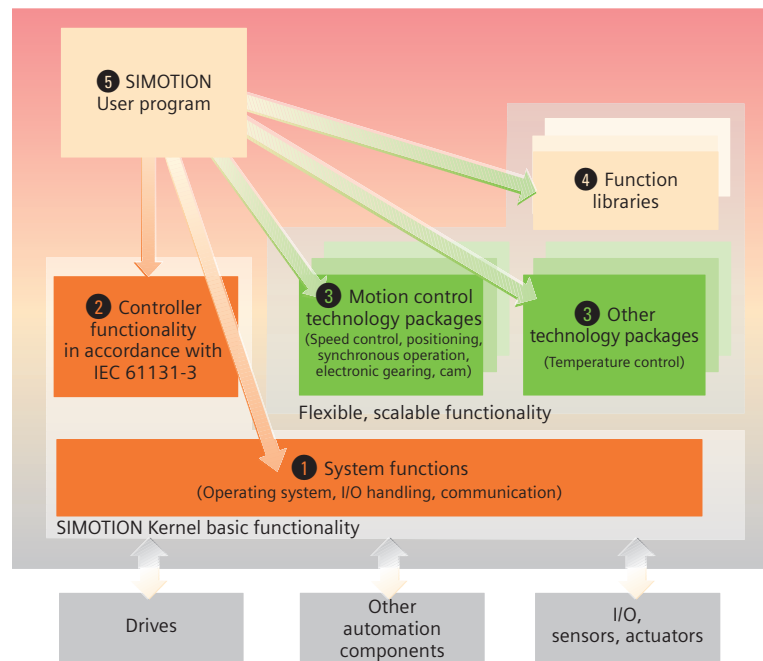 5 SIMOTION
User program
4 Function
libraries
2 Controller
functionality
in accordance with
IEC 61131-3
3 Motion control
technology packages
(Speed control, positioning,
synchronous operation,
electronic gearing, cam)
3 Other
technology packages
(Temperature control)
Flexible, scalable functionality
1 System functions
(Operating system, I/O handling, communication)
SIMOTION Kernel basic functionality
Drives
Other
automation
components
I/O,
sensors, actuators